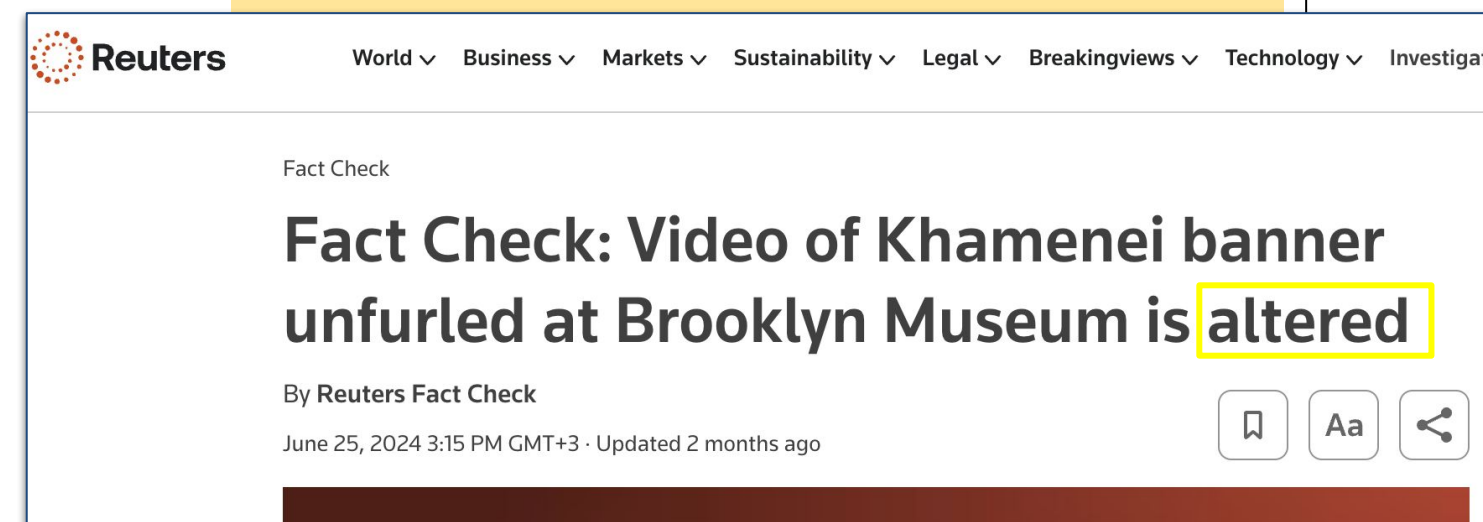 Reuters
World Business Markets Sustainability Legal Breakingviews Technology Investigat
Fact Check
Fact Check: Video of Khamenei banner
unfurled at Brooklyn Museum is altered
By Reuters Fact Check
Aa
June 25, 2024 3:15 PM GMT+3 · Updated 2 months ago